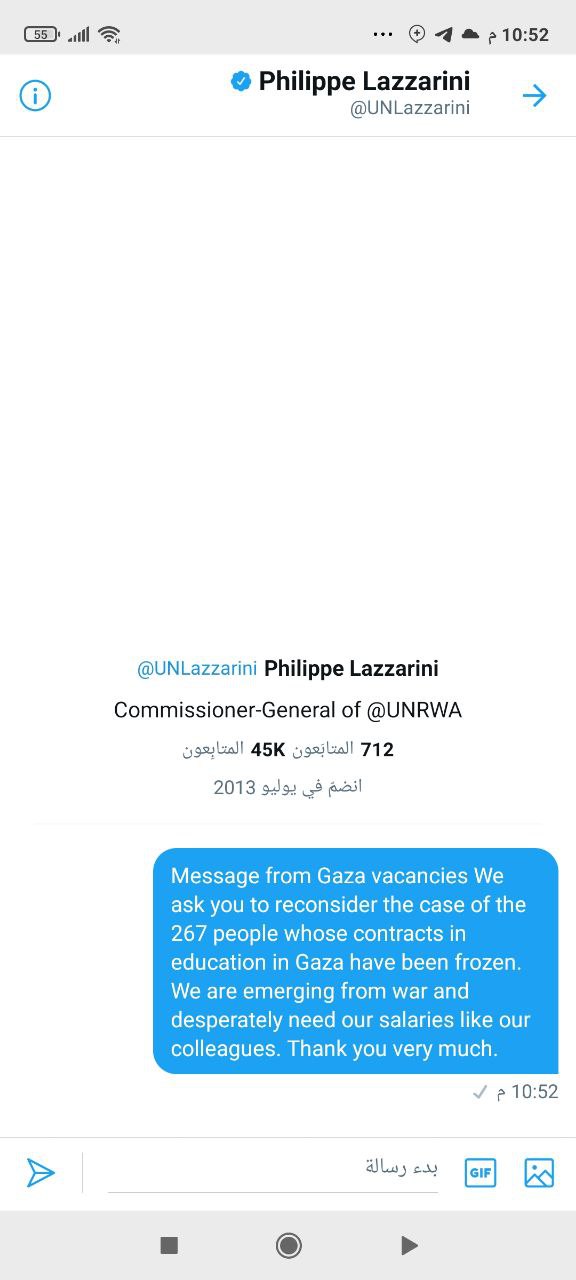 55 م 10:52
Philippe Lazzarini
@UNLazzarini
@UNLazzarini Philippe Lazzarini
Commissioner-General of @UNRWA
712 المتابَعون 45K المتابِعون
انضمّ في يوليو 2013
Message from Gaza vacancies We
ask you to reconsider the case of the
267 people whose contracts in
education in Gaza have been frozen.
We are emerging from war and
desperately need our salaries like our
colleagues. Thank you very much.
10:52 م
بدء رسالة
GIF